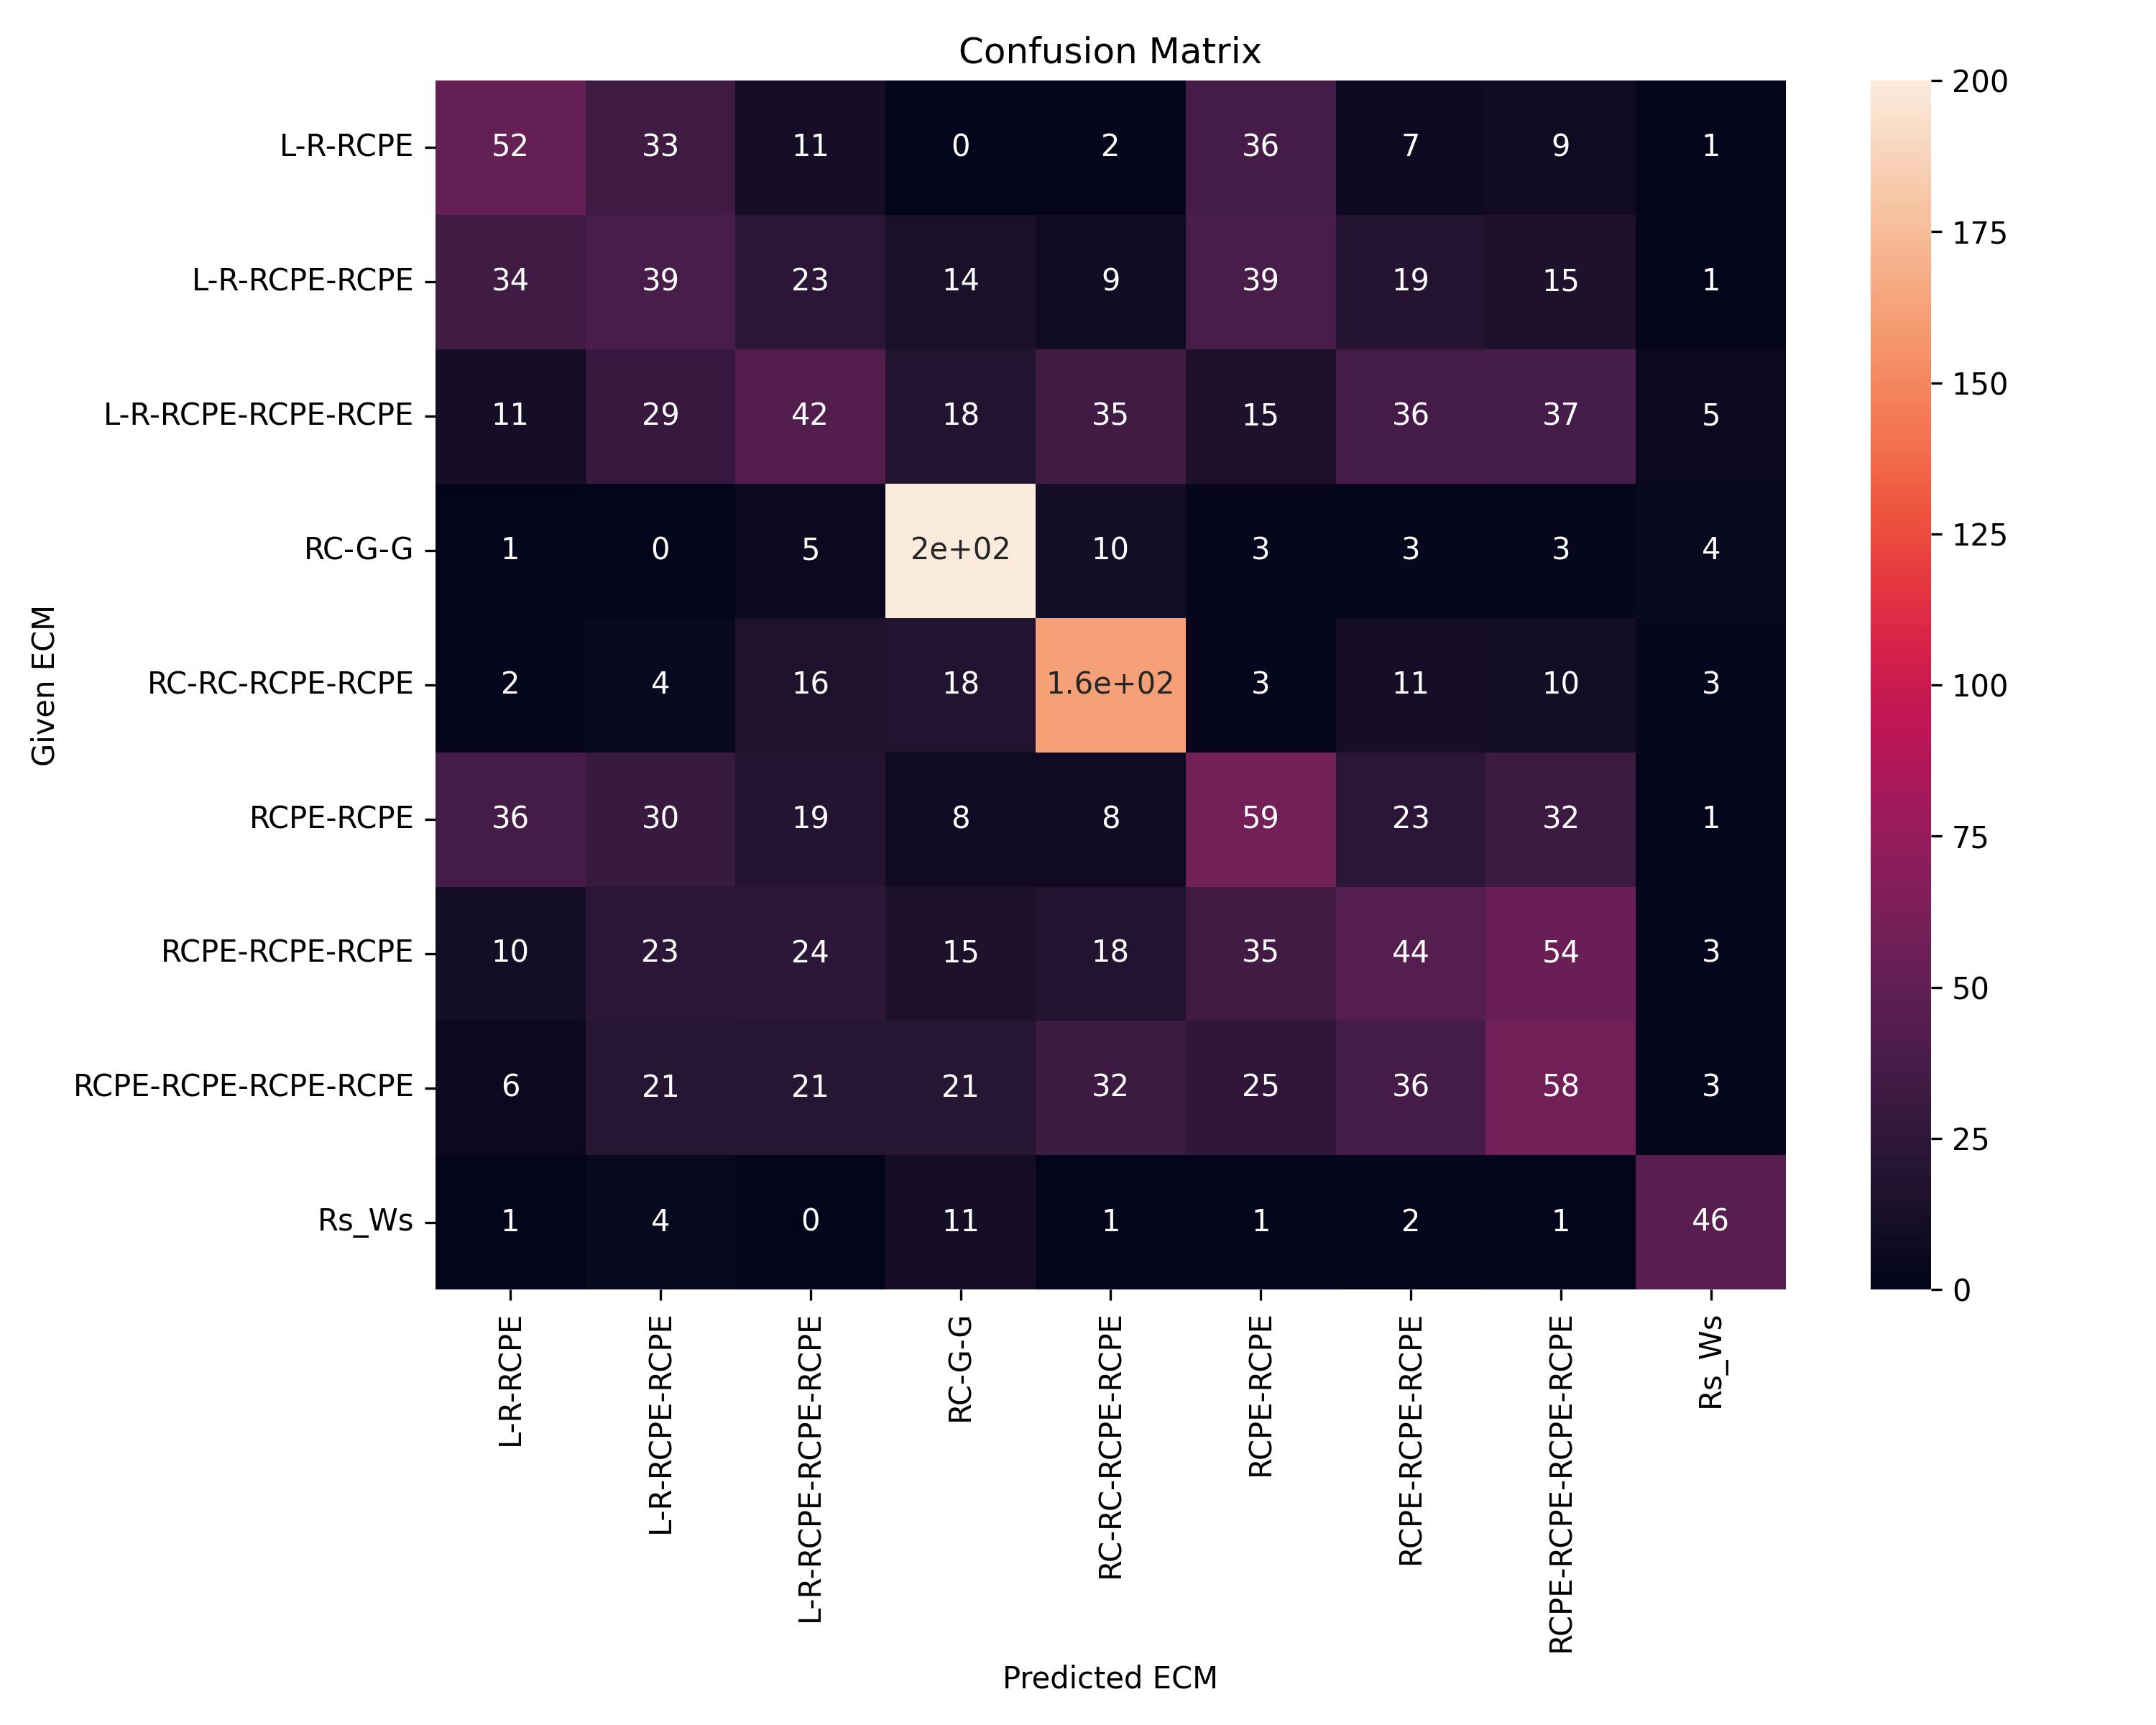 Confusion Matrix
L-R-RCPE 52 33 11 0 2 36 7 9 1
L-R-RCPE-RCPE 34 39 23 14 9 39 19 15 1
L-R-RCPE-RCPE-RCPE 11 29 42 18 35 15 36 37 5
RC-G-G 1 0 5 2e+02 10 3 3 3 4
RC-RC-RCPE-RCPE 2 4 16 18 1.6e+02 3 11 10 3
RCPE-RCPE 36 30 19 8 8 59 23 32 1
RCPE-RCPE-RCPE 10 23 24 15 18 35 44 54 3
RCPE-RCPE-RCPE-RCPE 6 21 21 21 32 25 36 58 3
Rs_Ws 1 4 0 11 1 1 2 1 46
Given ECM
L-R-RCPE
L-R-RCPE-RCPE
L-R-RCPE-RCPE-RCPE
RC-G-G
RC-RC-RCPE-RCPE
RCPE-RCPE
RCPE-RCPE-RCPE
RCPE-RCPE-RCPE-RCPE
Rs_Ws
Predicted ECM
200
175
150
125
100
75
50
25
0